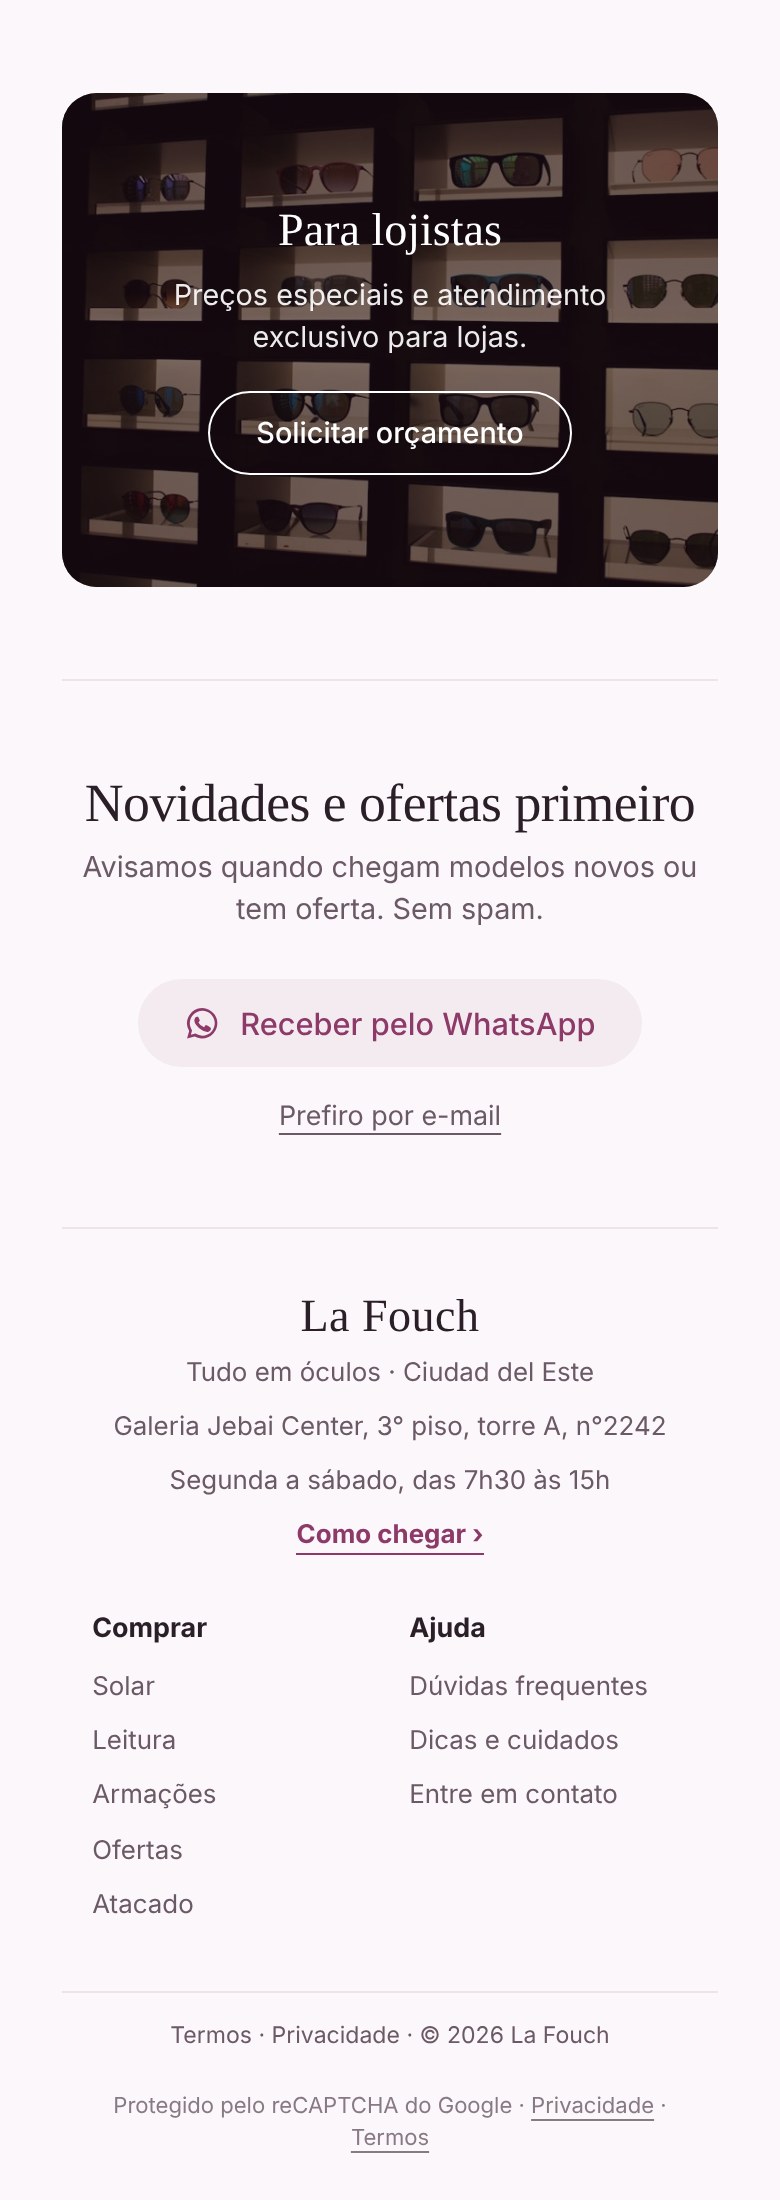 Para lojistas
Preços especiais e atendimento
exclusivo para lojas.
Solicitar orçamento
Novidades e ofertas primeiro
Avisamos quando chegam modelos novos ou
tem oferta. Sem spam.
Receber pelo WhatsApp
Prefiro por e-mail
La Fouch
Tudo em óculos · Ciudad del Este
Galeria Jebai Center, 3° piso, torre A, n°2242
Segunda a sábado, das 7h30 às 15h
Como chegar ›
Comprar
Solar
Leitura
Armações
Ofertas
Atacado
Ajuda
Dúvidas frequentes
Dicas e cuidados
Entre em contato
Termos · Privacidade · © 2026 La Fouch
Protegido pelo reCAPTCHA do Google · Privacidade ·
Termos